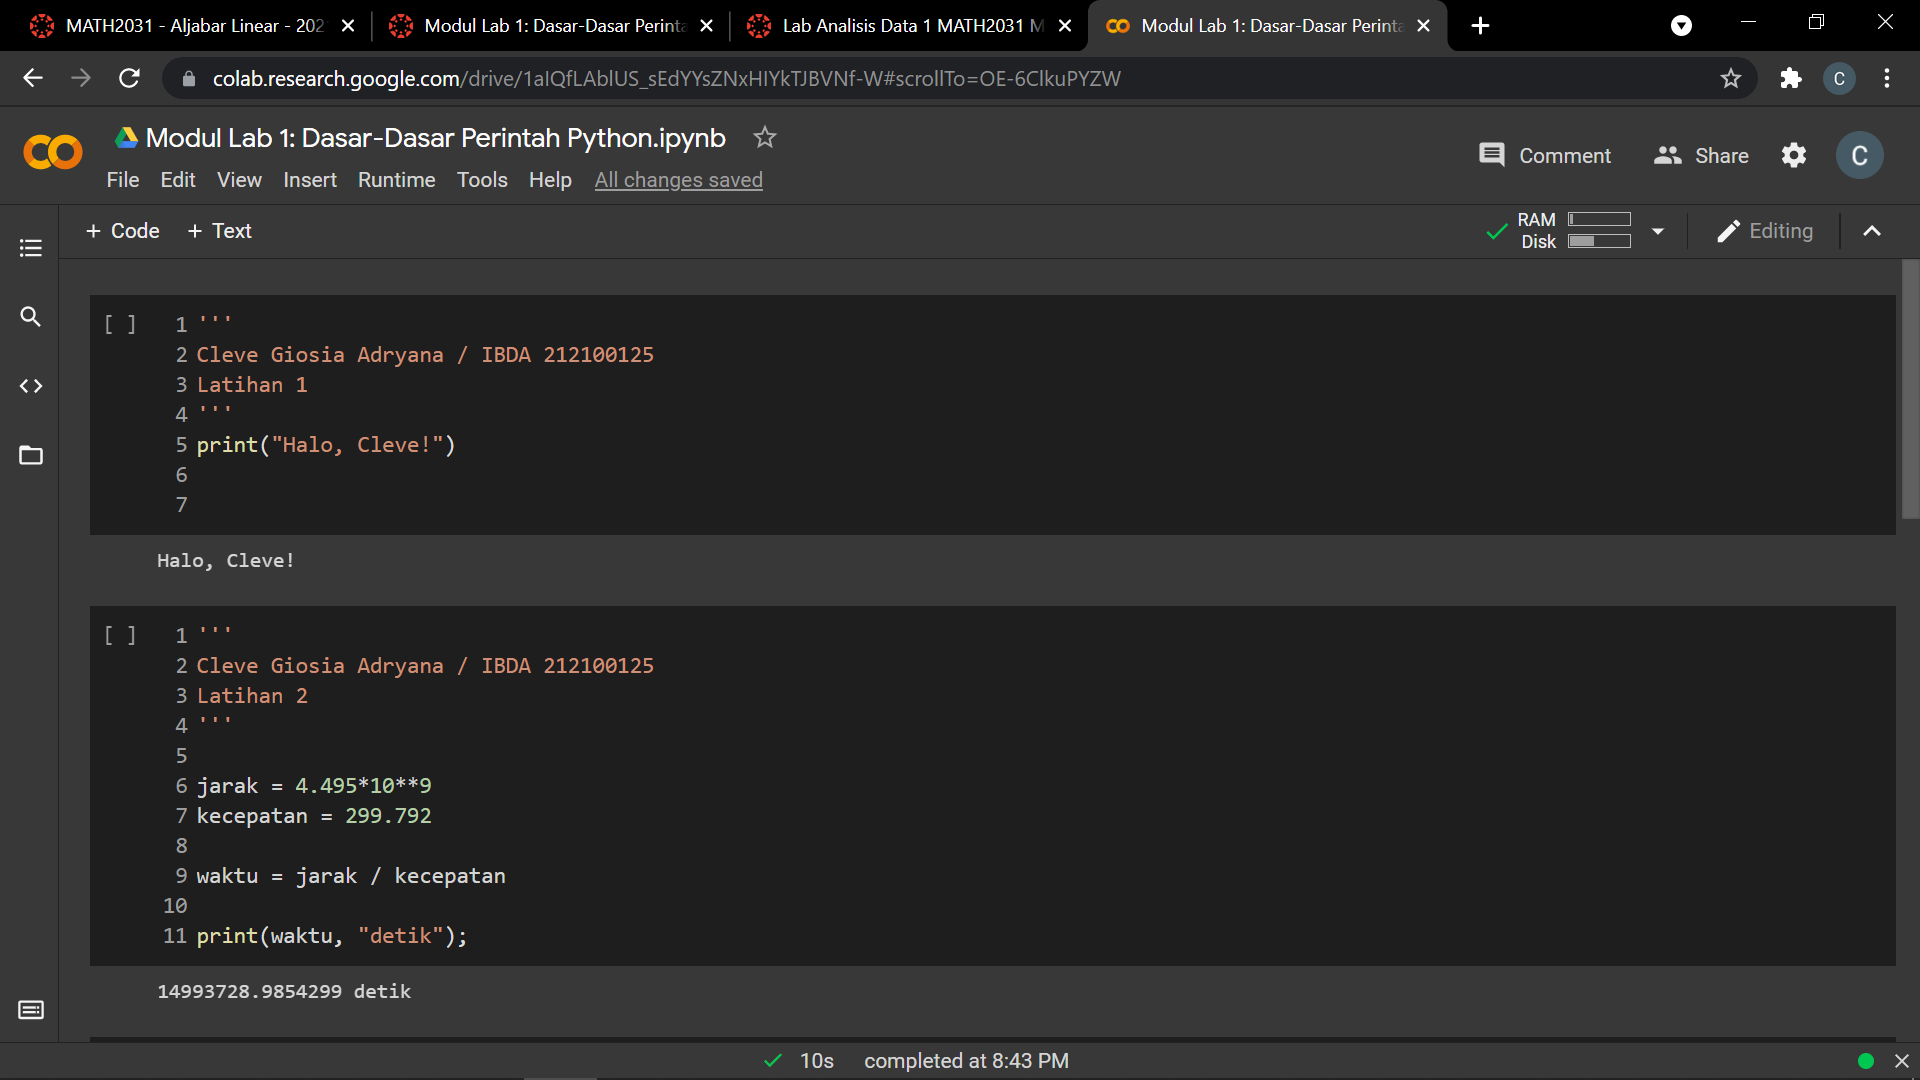 MATH2031 - Aljabar Linear - 202
Modul Lab 1: Dasar-Dasar Perinta
Lab Analisis Data 1 MATH2031 M
Modul Lab 1: Dasar-Dasar Perinta
colab.research.google.com/drive/1alQfLAblUS_sEdYYsZNxHIYkTJBVNf-W#scrollTo=OE-6ClkuPYZW
C
Modul Lab 1: Dasar-Dasar Perintah Python.ipynb
Comment
Share
C
File Edit View Insert Runtime Tools Help All changes saved
+ Code + Text
RAM
Disk
Editing
[ ]
1 '''
2 Cleve Giosia Adryana / IBDA 212100125
3 Latihan 1
4 '''
5 print("Halo, Cleve!")
6
7
Halo, Cleve!
[ ]
1 '''
2 Cleve Giosia Adryana / IBDA 212100125
3 Latihan 2
4 '''
5
6 jarak = 4.495*10**9
7 kecepatan = 299.792
8
9 waktu = jarak / kecepatan
10
11 print(waktu, "detik");
14993728.9854299 detik
10s completed at 8:43 PM